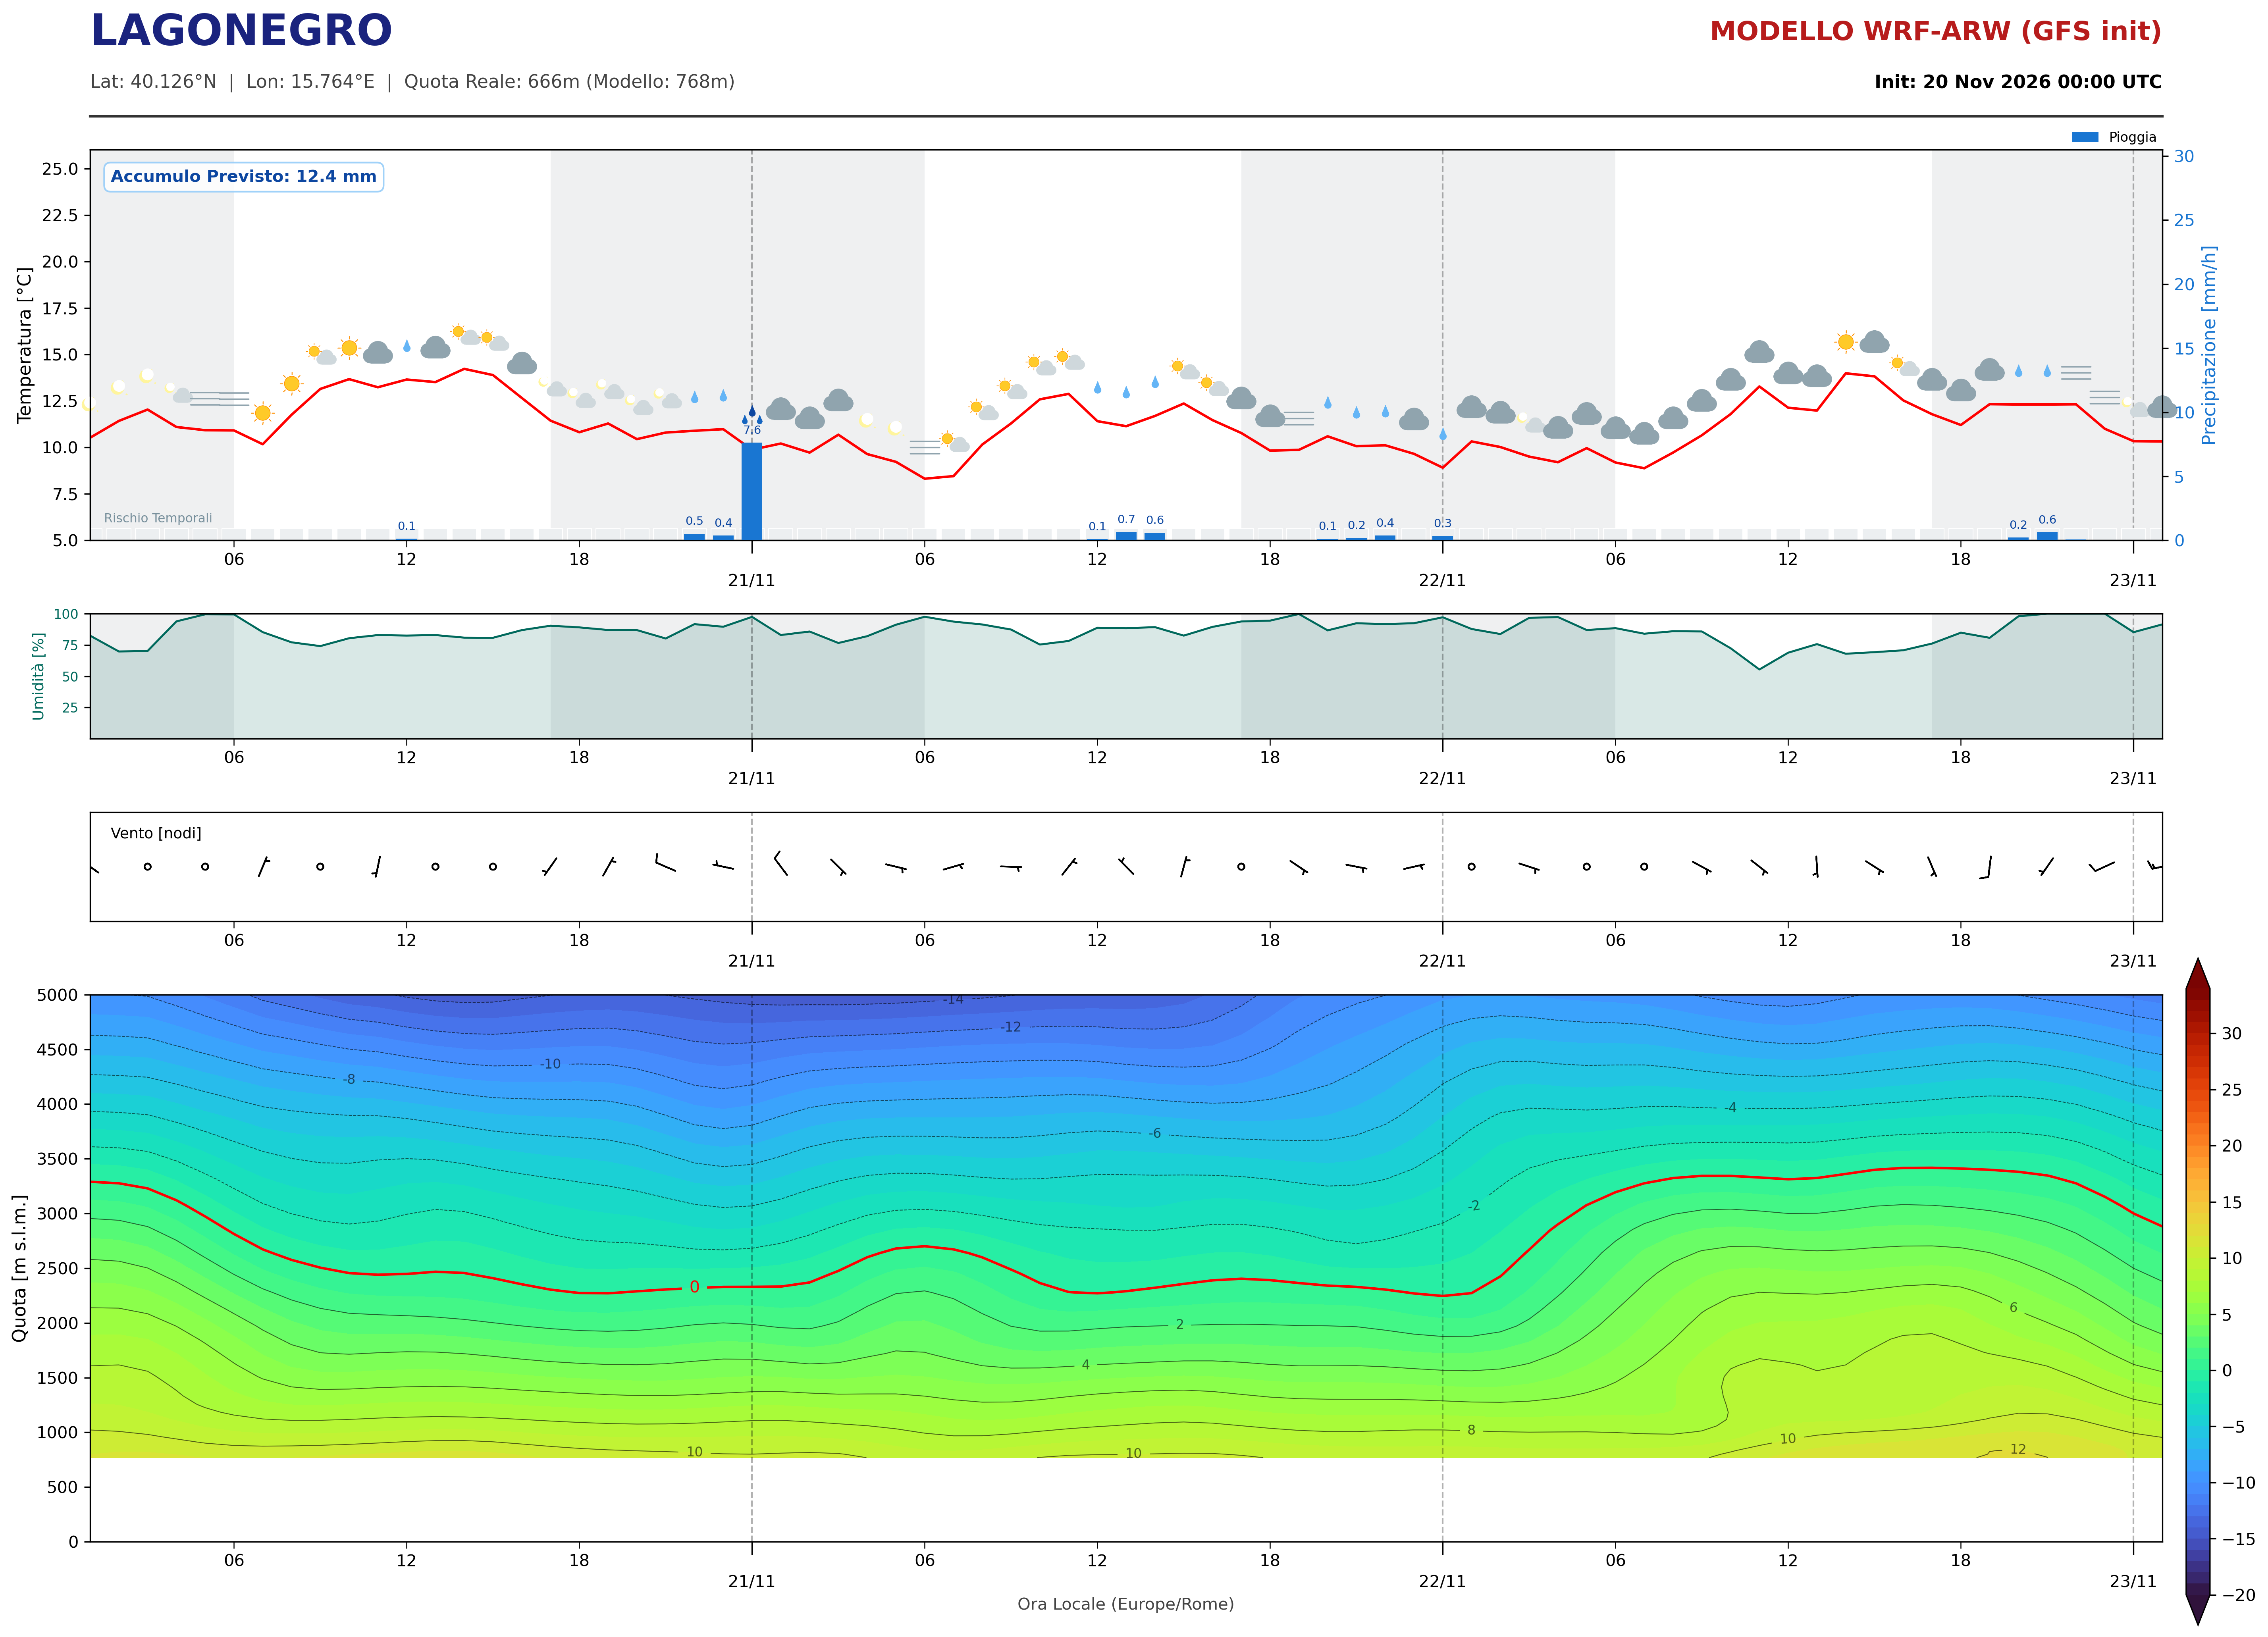 LAGONEGRO
MODELLO WRF-ARW (GFS init)
Lat: 40.126°N | Lon: 15.764°E | Quota Reale: 666m (Modello: 768m)
Init: 20 Nov 2026 00:00 UTC
Pioggia
Accumulo Previsto: 12.4 mm
Temperatura [°C]
25.0
22.5
20.0
17.5
15.0
12.5
10.0
7.5
5.0
Precipitazione [mm/h]
30
25
20
15
10
5
0
Rischio Temporali
0.1 0.5 0.4 7.6 0.1 0.7 0.6 0.1 0.2 0.4 0.3 0.2 0.6
06 12 18 06 12 18 06 12 18
21/11 22/11 23/11
Umidità [%]
100
75
50
25
06 12 18 06 12 18 06 12 18
21/11 22/11 23/11
Vento [nodi]
06 12 18 06 12 18 06 12 18
21/11 22/11 23/11
Quota [m s.l.m.]
5000
4500
4000
3500
3000
2500
2000
1500
1000
500
0
-14
-12
-10
-8
-6
-4
-2
0
2
4
6
8
10
10
10
12
06 12 18 06 12 18 06 12 18
21/11 22/11 23/11
Ora Locale (Europe/Rome)
30
25
20
15
10
5
0
−5
−10
−15
−20